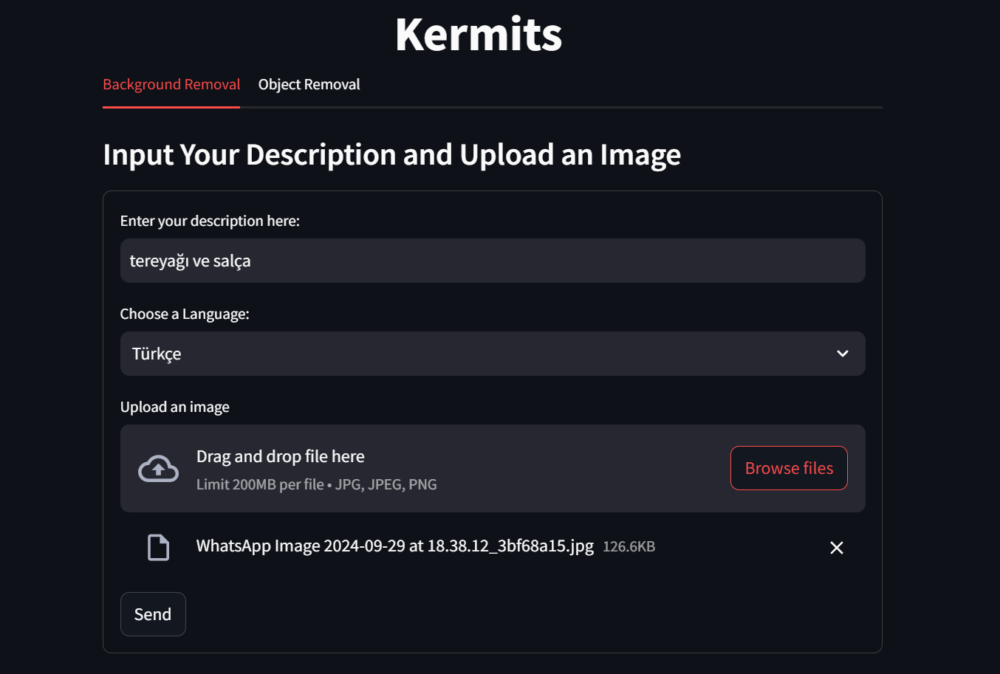 Kermits
Background Removal
Object Removal
Input Your Description and Upload an Image
Enter your description here:
tereyağı ve salça
Choose a Language:
Türkçe
Upload an image
Drag and drop file here
Limit 200MB per file • JPG, JPEG, PNG
Browse files
WhatsApp Image 2024-09-29 at 18.38.12_3bf68a15.jpg 126.6KB
Send